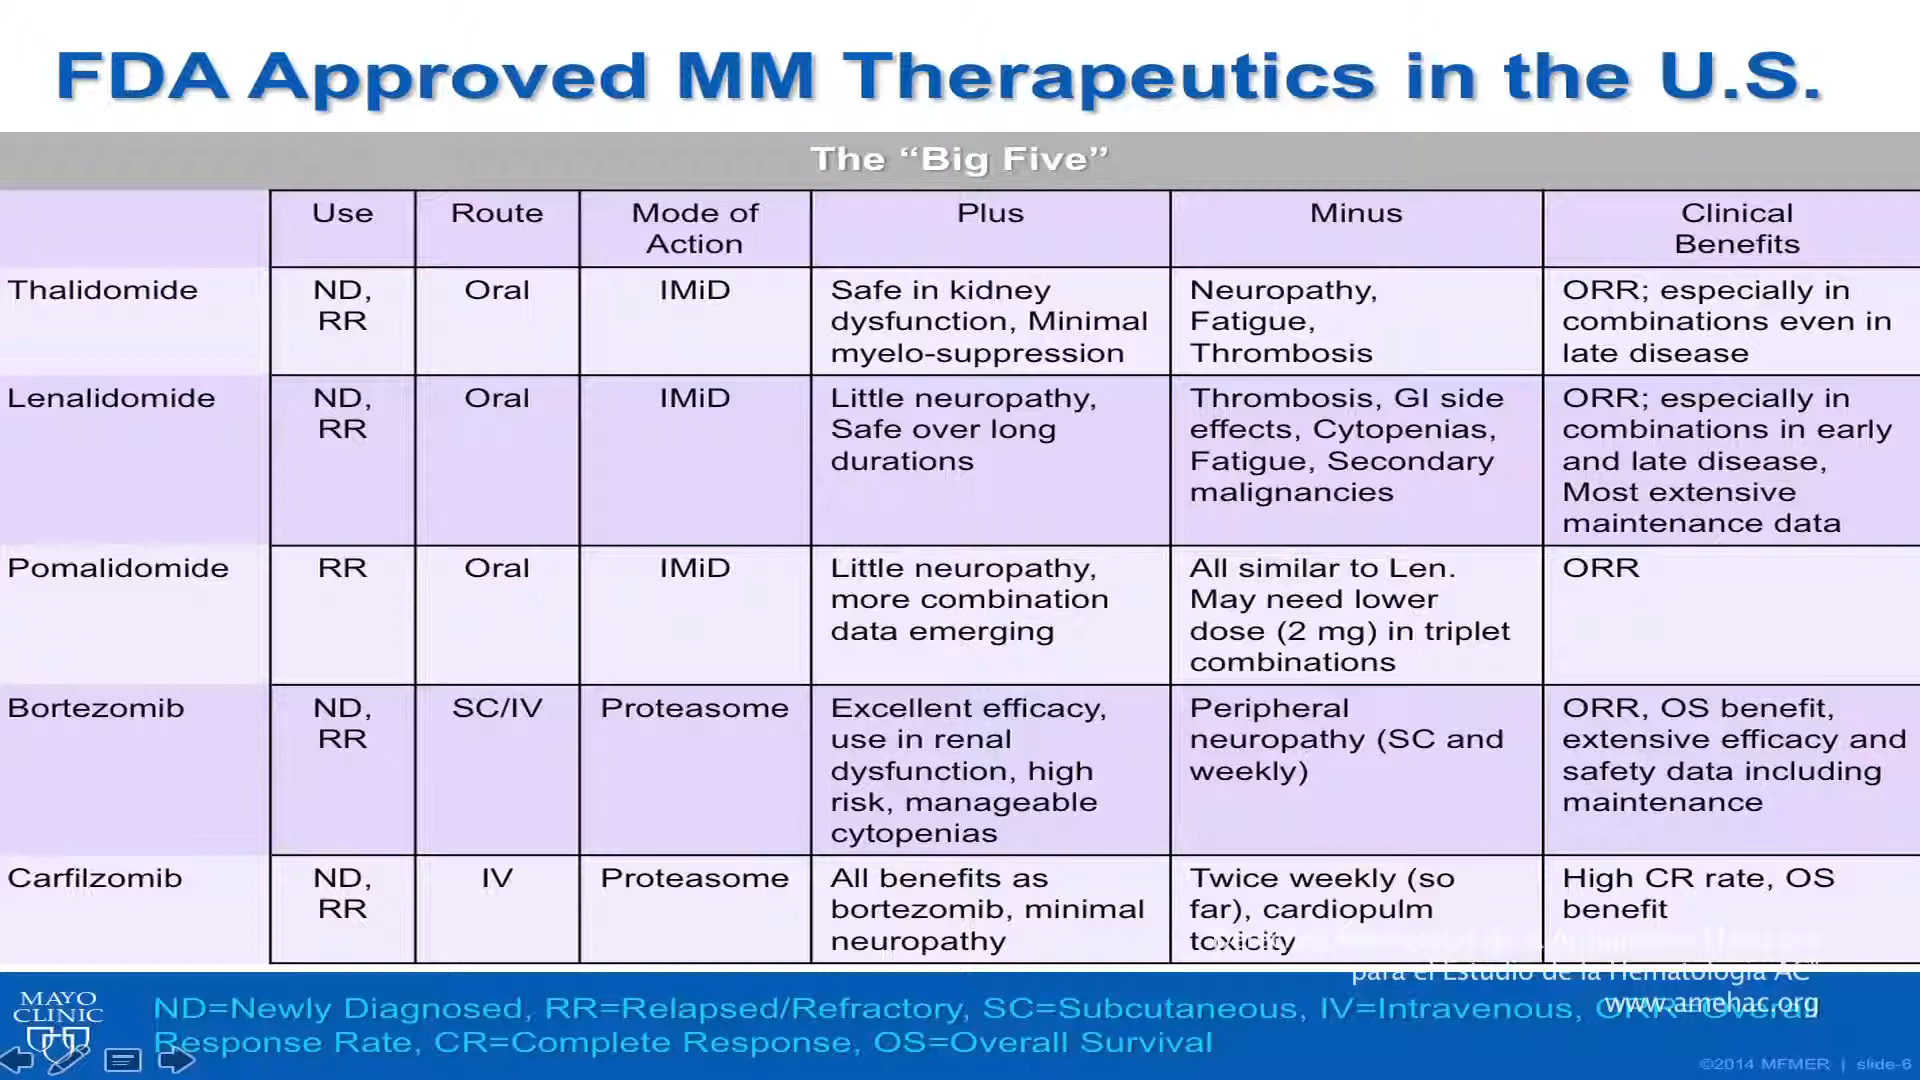 FDA Approved MM Therapeutics in the U.S.
The “Big Five”
Use Route Mode of Action Plus Minus Clinical Benefits
Thalidomide
ND,
RR
Oral
IMiD
Safe in kidney
dysfunction, Minimal
myelo-suppression
Neuropathy,
Fatigue,
Thrombosis
ORR; especially in
combinations even in
late disease
Lenalidomide
ND,
RR
Oral
IMiD
Little neuropathy,
Safe over long
durations
Thrombosis, GI side
effects, Cytopenias,
Fatigue, Secondary
malignancies
ORR; especially in
combinations in early
and late disease,
Most extensive
maintenance data
Pomalidomide
RR
Oral
IMiD
Little neuropathy,
more combination
data emerging
All similar to Len.
May need lower
dose (2 mg) in triplet
combinations
ORR
Bortezomib
ND,
RR
SC/IV
Proteasome
Excellent efficacy,
use in renal
dysfunction, high
risk, manageable
cytopenias
Peripheral
neuropathy (SC and
weekly)
ORR, OS benefit,
extensive efficacy and
safety data including
maintenance
Carfilzomib
ND,
RR
IV
Proteasome
All benefits as
bortezomib, minimal
neuropathy
Twice weekly (so
far), cardiopulm
toxicity
High CR rate, OS
benefit
para el Estudio de la Hematología AC"
www.amehac.org
MAYO
CLINIC
ND=Newly Diagnosed, RR=Relapsed/Refractory, SC=Subcutaneous, IV=Intravenous, ORR=Overall
Response Rate, CR=Complete Response, OS=Overall Survival
©2014 MFMER | slide-6